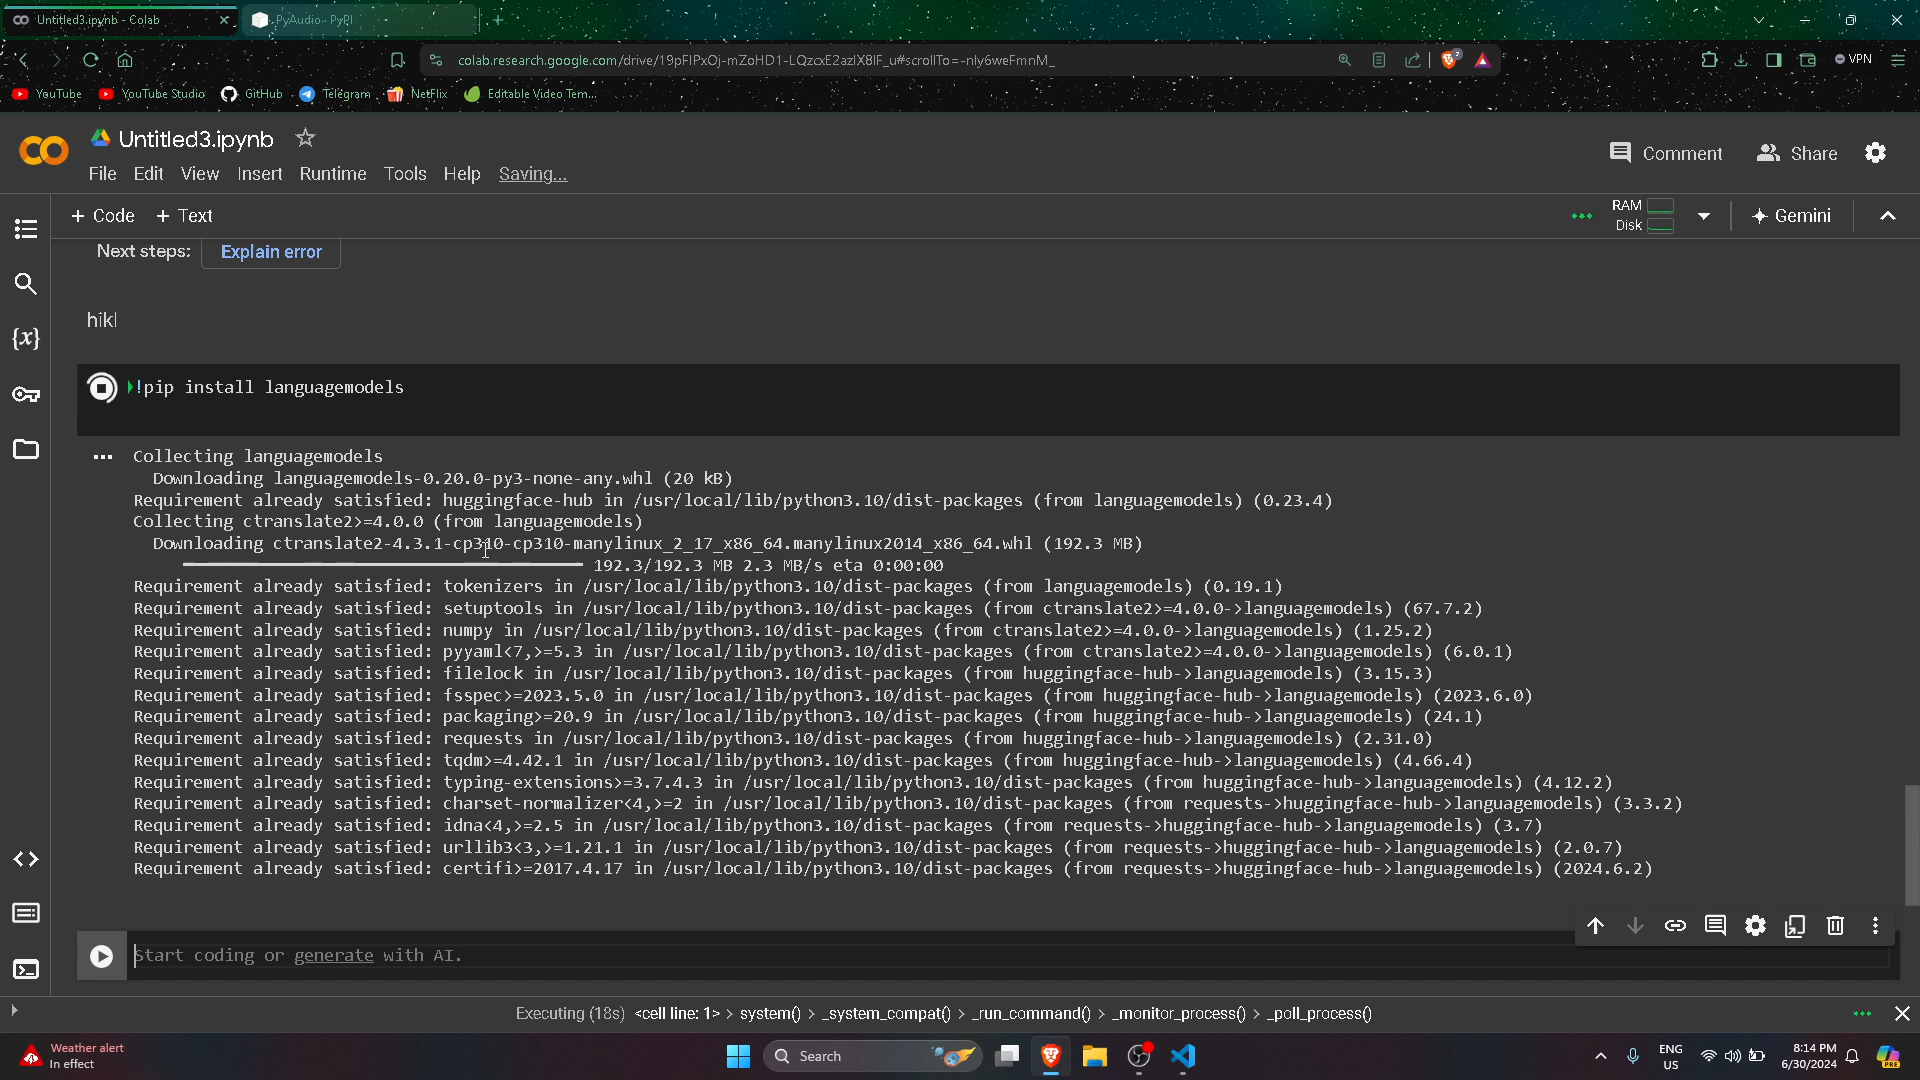 Untitled3.ipynb - Colab
PyAudio · PyPI
colab.research.google.com/drive/19pFlPxOj-mZoHD1-LQzcxE2azlX8lF_u#scrollTo=-nly6weFmnM_
VPN
YouTube
YouTube Studio
GitHub
Telegram
NetFlix
Editable Video Tem...
Untitled3.ipynb
File Edit View Insert Runtime Tools Help Saving...
Comment
Share
+ Code + Text
RAM
Disk
Gemini
Next steps: Explain error
hikl
!pip install languagemodels
Collecting languagemodels
Downloading languagemodels-0.20.0-py3-none-any.whl (20 kB)
Requirement already satisfied: huggingface-hub in /usr/local/lib/python3.10/dist-packages (from languagemodels) (0.23.4)
Collecting ctranslate2>=4.0.0 (from languagemodels)
Downloading ctranslate2-4.3.1-cp310-cp310-manylinux_2_17_x86_64.manylinux2014_x86_64.whl (192.3 MB)
192.3/192.3 MB 2.3 MB/s eta 0:00:00
Requirement already satisfied: tokenizers in /usr/local/lib/python3.10/dist-packages (from languagemodels) (0.19.1)
Requirement already satisfied: setuptools in /usr/local/lib/python3.10/dist-packages (from ctranslate2>=4.0.0->languagemodels) (67.7.2)
Requirement already satisfied: numpy in /usr/local/lib/python3.10/dist-packages (from ctranslate2>=4.0.0->languagemodels) (1.25.2)
Requirement already satisfied: pyyaml<7,>=5.3 in /usr/local/lib/python3.10/dist-packages (from ctranslate2>=4.0.0->languagemodels) (6.0.1)
Requirement already satisfied: filelock in /usr/local/lib/python3.10/dist-packages (from huggingface-hub->languagemodels) (3.15.3)
Requirement already satisfied: fsspec>=2023.5.0 in /usr/local/lib/python3.10/dist-packages (from huggingface-hub->languagemodels) (2023.6.0)
Requirement already satisfied: packaging>=20.9 in /usr/local/lib/python3.10/dist-packages (from huggingface-hub->languagemodels) (24.1)
Requirement already satisfied: requests in /usr/local/lib/python3.10/dist-packages (from huggingface-hub->languagemodels) (2.31.0)
Requirement already satisfied: tqdm>=4.42.1 in /usr/local/lib/python3.10/dist-packages (from huggingface-hub->languagemodels) (4.66.4)
Requirement already satisfied: typing-extensions>=3.7.4.3 in /usr/local/lib/python3.10/dist-packages (from huggingface-hub->languagemodels) (4.12.2)
Requirement already satisfied: charset-normalizer<4,>=2 in /usr/local/lib/python3.10/dist-packages (from requests->huggingface-hub->languagemodels) (3.3.2)
Requirement already satisfied: idna<4,>=2.5 in /usr/local/lib/python3.10/dist-packages (from requests->huggingface-hub->languagemodels) (3.7)
Requirement already satisfied: urllib3<3,>=1.21.1 in /usr/local/lib/python3.10/dist-packages (from requests->huggingface-hub->languagemodels) (2.0.7)
Requirement already satisfied: certifi>=2017.4.17 in /usr/local/lib/python3.10/dist-packages (from requests->huggingface-hub->languagemodels) (2024.6.2)
Start coding or generate with AI.
Executing (18s) <cell line: 1> > system() > _system_compat() > _run_command() > _monitor_process() > _poll_process()
Weather alert
In effect
Search
ENG
US
8:14 PM
6/30/2024